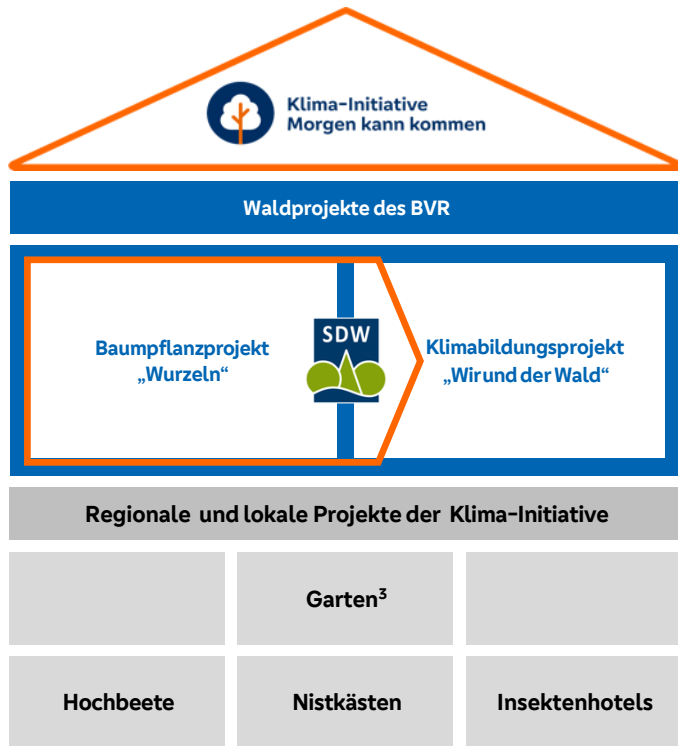 Klima-Initiative
Morgen kann kommen
Waldprojekte des BVR
Baumpflanzprojekt
„Wurzeln“
SDW
Klimabildungsprojekt
„Wir und der Wald“
Regionale und lokale Projekte der Klima-Initiative
Garten³
Hochbeete
Nistkästen
Insektenhotels